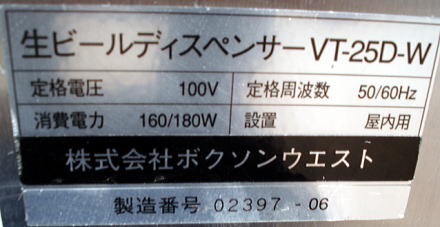 生ビールディスペンサーVT-25D-W
定格電圧 100V 定格周波数 50/60Hz
消費電力 160/180W 設置 屋内用
株式会社ボクソンウエスト
製造番号 02397 - 06